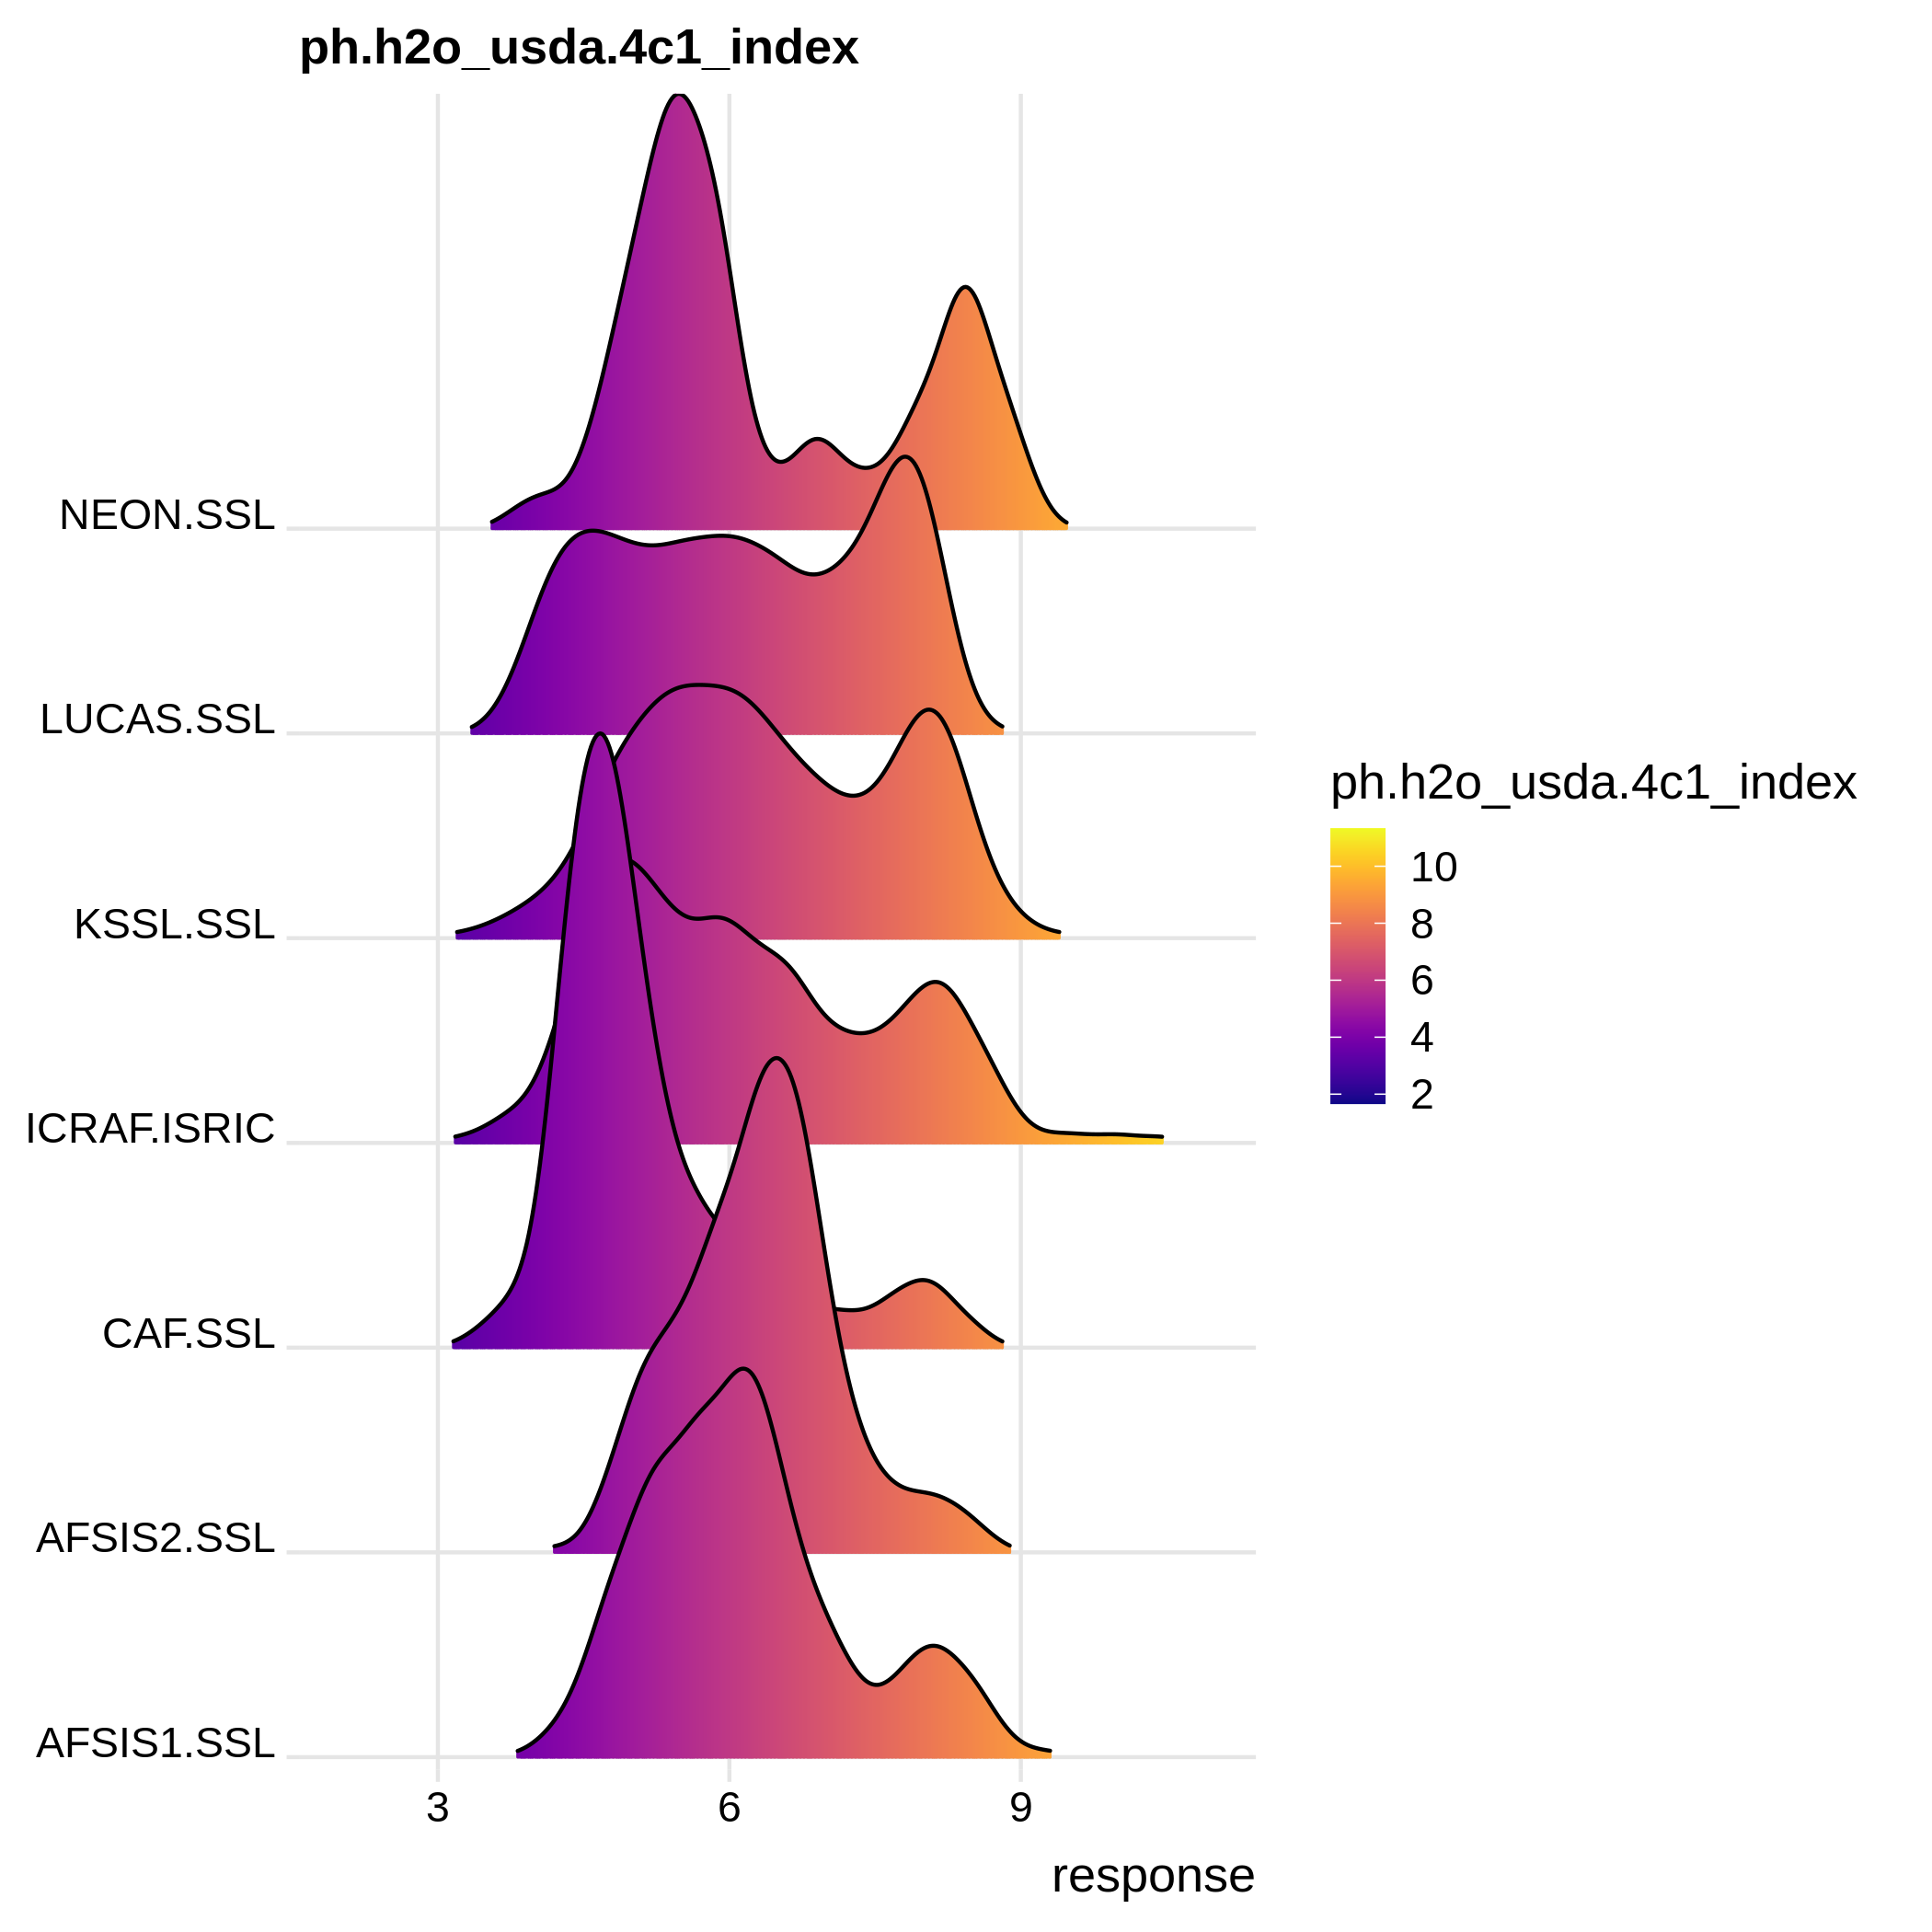 ph.h2o_usda.4c1_index
NEON.SSL
LUCAS.SSL
KSSL.SSL
ICRAF.ISRIC
CAF.SSL
AFSIS2.SSL
AFSIS1.SSL
3 6 9
response
ph.h2o_usda.4c1_index
10
8
6
4
2